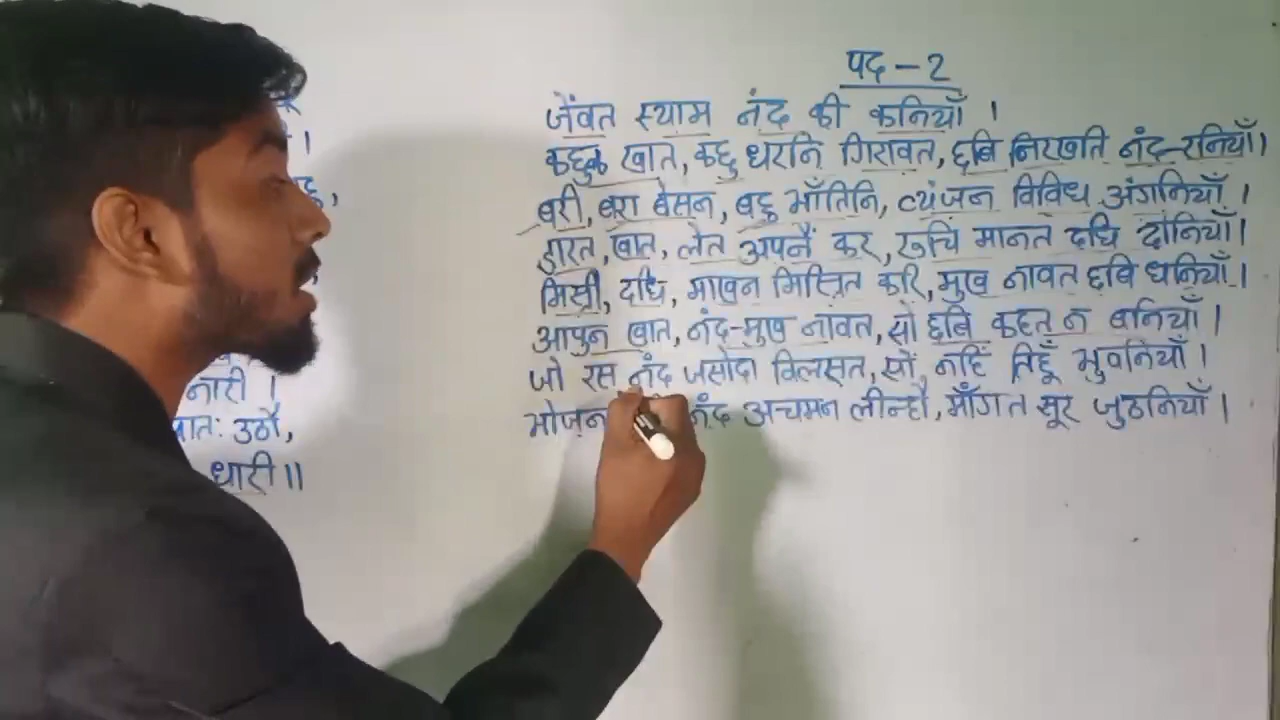 नारी ।
उठौ,
धारी ॥
पद – 2
जेंवत स्याम नंद की कनियाँ ।
कछुक खात, कछु धरनि गिरावत, छबि निरखति नंद-रनियाँ।
बरी, बरा बेसन, बहु भाँतिनि, व्यंजन विविध अंगनियाँ ।
डारत, खात, लेत अपनैं कर, रुचि मानत दधि दोनियाँ।
मिस्री, दधि, माखन मिस्रित करि, मुख नावत छबि धनियाँ।
आपुन खात, नंद-मुख नावत, सो छबि कहत न बनियाँ ।
जो रस नंद जसोदा विलसत, सो नहिं तिहूँ भुवनियाँ ।
भोजन नंद अचमन लीन्हौ, माँगत सूर जुठनियाँ ।